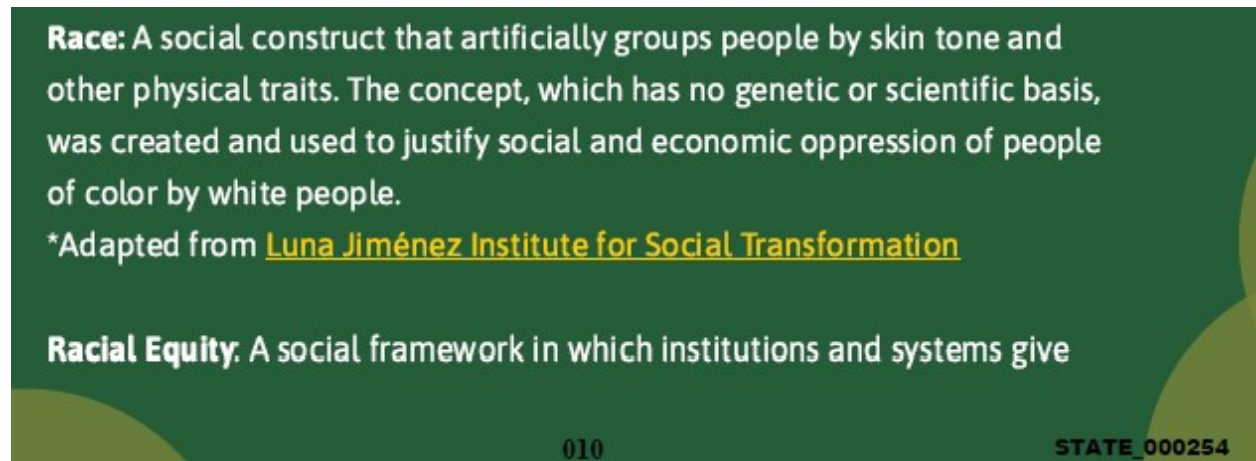 Race: A social construct that artificially groups people by skin tone and
other physical traits. The concept, which has no genetic or scientific basis,
was created and used to justify social and economic oppression of people
of color by white people.
*Adapted from Luna Jiménez Institute for Social Transformation
Racial Equity: A social framework in which institutions and systems give
010
STATE_000254